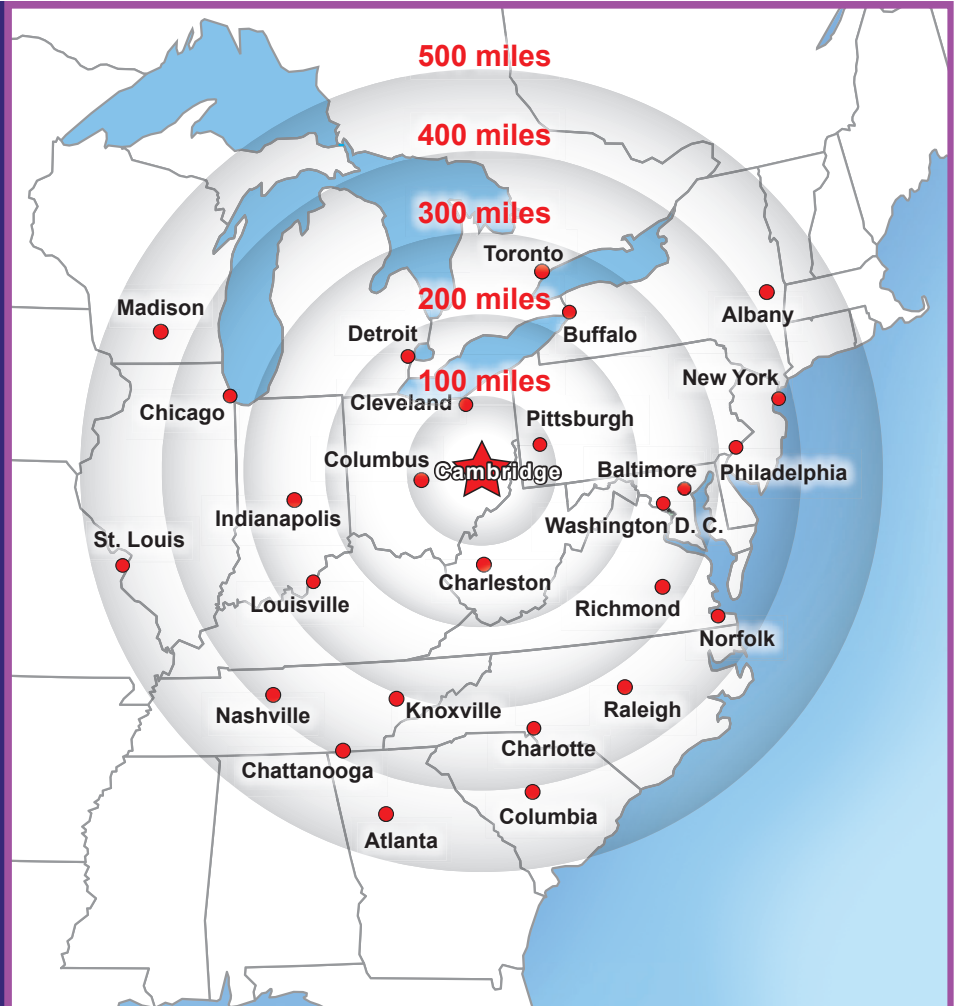 500 miles
400 miles
300 miles
Toronto
200 miles
Madison
Albany
Detroit
Buffalo
New York
100 miles
Chicago
Cleveland
Pittsburgh
Columbus
Cambridge
Baltimore
Philadelphia
Indianapolis
Washington D. C.
St. Louis
Charleston
Louisville
Richmond
Norfolk
Nashville
Knoxville
Raleigh
Charlotte
Chattanooga
Columbia
Atlanta